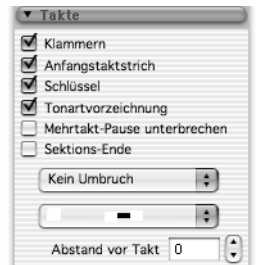 Takte
Klammern
Anfangstaktstrich
Schlüssel
Tonartvorzeichnung
Mehrtakt-Pause unterbrechen
Sektions-Ende
Kein Umbruch
Abstand vor Takt 0